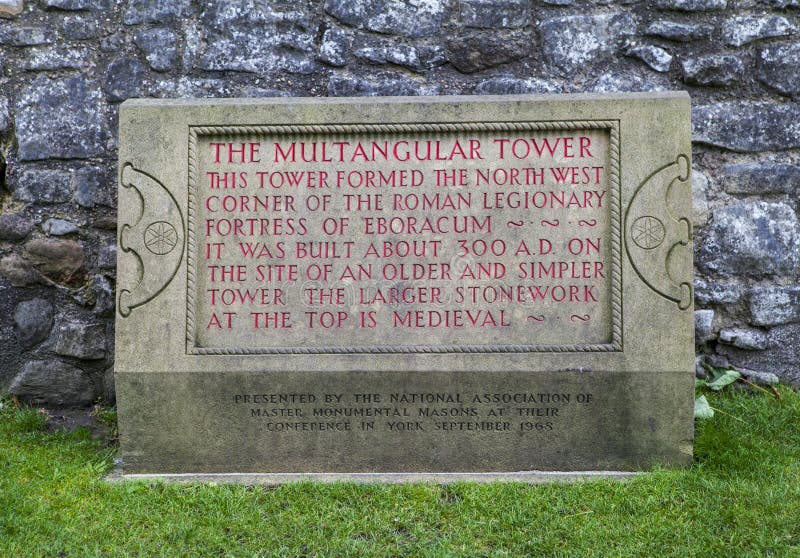 THE MULTANGULAR TOWER
THIS TOWER FORMED THE NORTH WEST
CORNER OF THE ROMAN LEGIONARY
FORTRESS OF EBORACUM ~ ~ ~
IT WAS BUILT ABOUT 300 A.D. ON
THE SITE OF AN OLDER AND SIMPLER
TOWER THE LARGER STONEWORK
AT THE TOP IS MEDIEVAL ~ ~
PRESENTED BY THE NATIONAL ASSOCIATION OF
MASTER MONUMENTAL MASONS AT THEIR
CONFERENCE IN YORK SEPTEMBER 1968